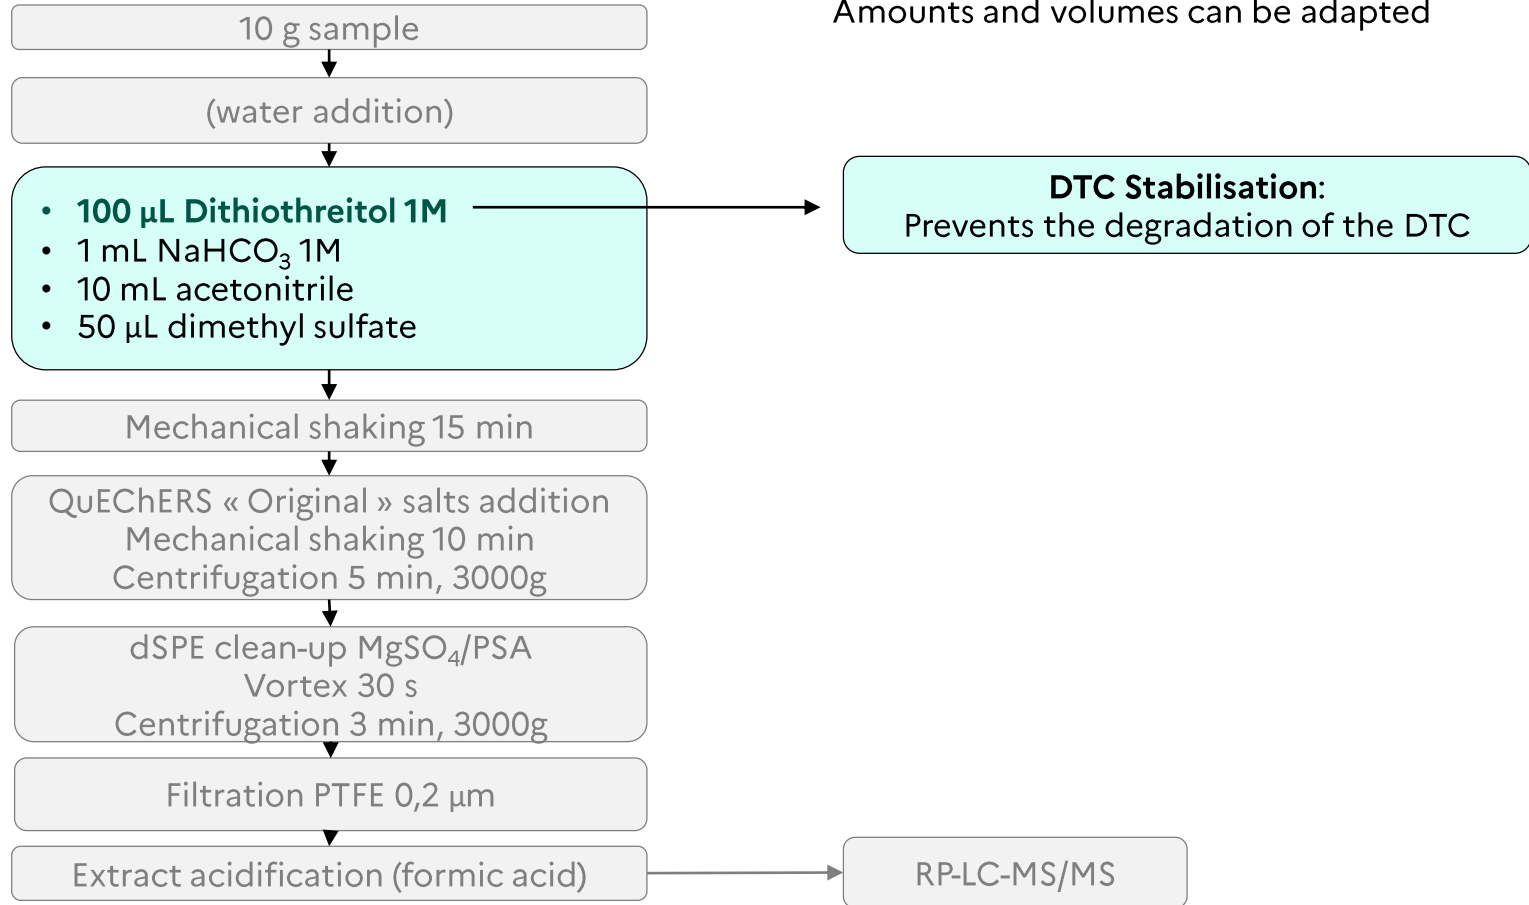 Amounts and volumes can be adapted
10 g sample
(water addition)
• 100 µL Dithiothreitol 1M
• 1 mL NaHCO₃ 1M
• 10 mL acetonitrile
• 50 µL dimethyl sulfate
DTC Stabilisation:
Prevents the degradation of the DTC
Mechanical shaking 15 min
QuEChERS « Original » salts addition
Mechanical shaking 10 min
Centrifugation 5 min, 3000g
dSPE clean-up MgSO₄/PSA
Vortex 30 s
Centrifugation 3 min, 3000g
Filtration PTFE 0,2 µm
Extract acidification (formic acid)
RP-LC-MS/MS